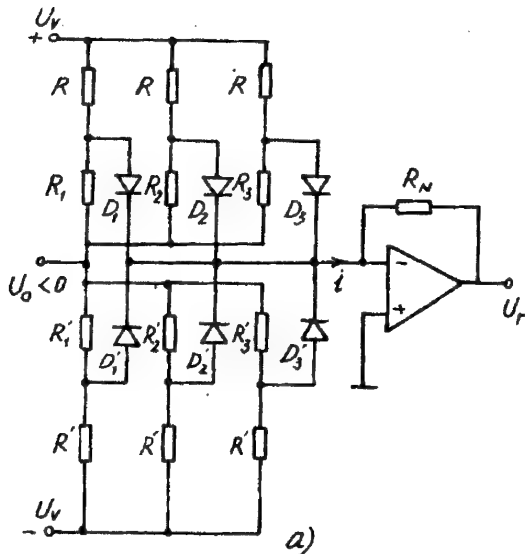 U_v
+
R R R
R_1 R_2 R_3
D_1 D_2 D_3
R_N
-
+
i
U_r
U_0 < 0
R'_1 R'_2 R'_3
D'_1 D'_2 D'_3
R' R' R'
U_v
-
a)